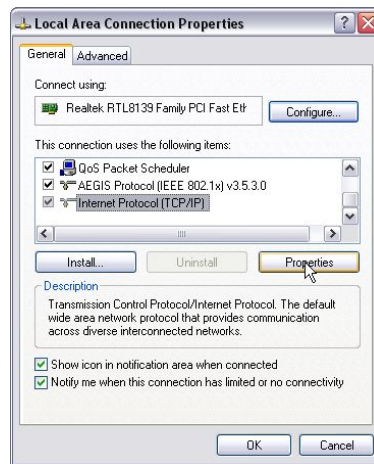 Local Area Connection Properties
General Advanced
Connect using:
Realtek RTL8139 Family PCI Fast Eth
Configure...
This connection uses the following items:
QoS Packet Scheduler
AEGIS Protocol (IEEE 802.1x) v3.5.3.0
Internet Protocol (TCP/IP)
Install... Uninstall Properties
Description
Transmission Control Protocol/Internet Protocol. The default
wide area network protocol that provides communication
across diverse interconnected networks.
Show icon in notification area when connected
Notify me when this connection has limited or no connectivity
OK Cancel